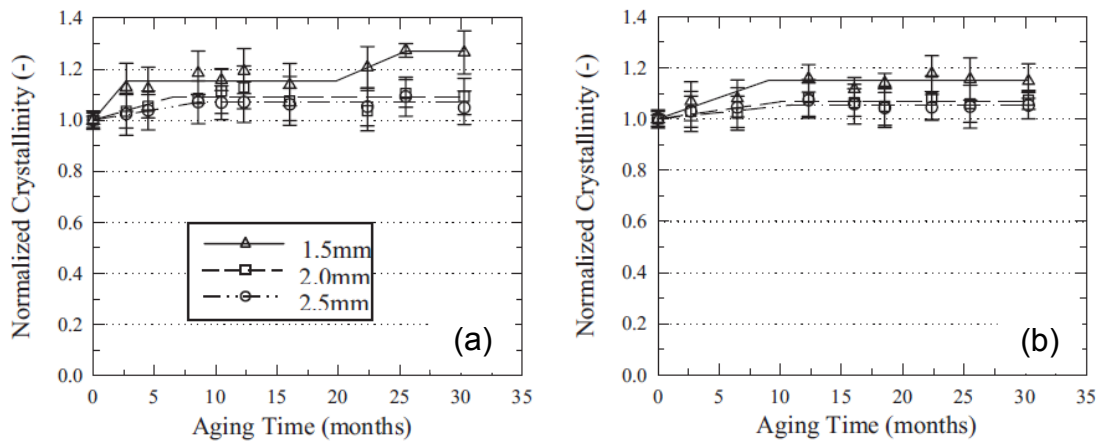 1.4
1.2
1.0
0.8
0.6
0.4
0.2
0.0
Normalized Crystallinity (-)
1.5mm
2.0mm
2.5mm
(a)
0 5 10 15 20 25 30 35
Aging Time (months)
1.4
1.2
1.0
0.8
0.6
0.4
0.2
0.0
Normalized Crystallinity (-)
(b)
0 5 10 15 20 25 30 35
Aging Time (months)